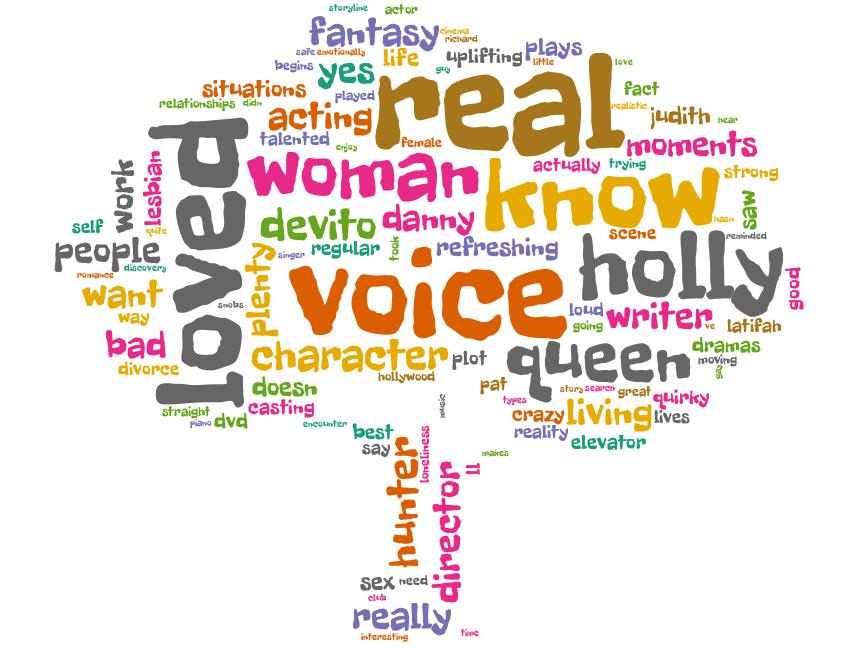 storyline
actor
fantasy
cinema
richard
safe
emotionally
life
uplifting
plays
little
love
begins
yes
guy
real
situations
played
fact
relationships
didn
acting
realistic
judith
hear
talented
enjoy
female
moments
loved
woman
actually
trying
strong
work
lesbian
know
saw
self
quite
devito
danny
hasn
scene
reminded
people
discovery
plenty
singer
regular
took
refreshing
holly
good
romance
voice
want
way
snobs
loud
going
writer
ve
latifah
bad
divorce
character
plot
queen
dramas
moving
gay
hollywood
doesn
pat
story
search
great
quirky
types
straight
piano
dvd
casting
music
crazy
living
lives
encounter
best
say
reality
elevator
hunter
loneliness
makes
ll
director
sex
need
club
really
interesting
time